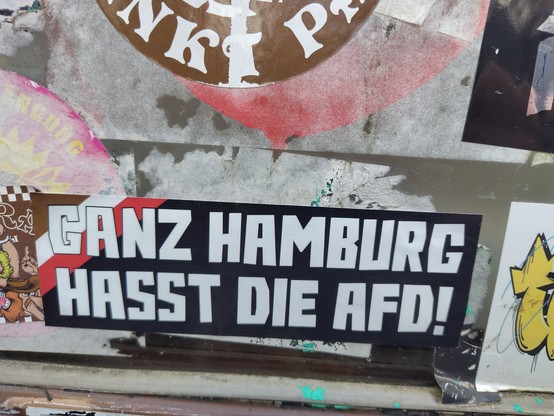 GANZ HAMBURG
HASST DIE AFD!